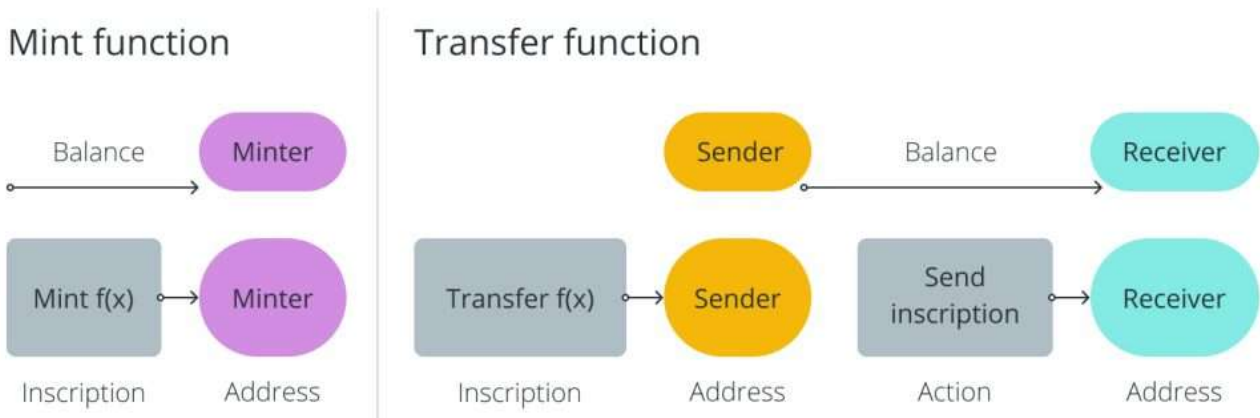 Mint function
Balance
Minter
Mint f(x)
Minter
Inscription
Address
Transfer function
Sender
Balance
Receiver
Transfer f(x)
Sender
Send
inscription
Receiver
Inscription
Address
Action
Address